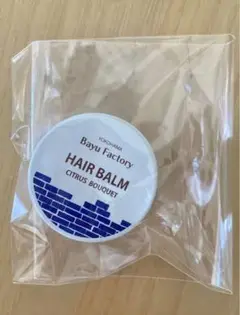 YOKOHAMA
Bayu Factory
HAIR BALM
CITRUS BOUQUET